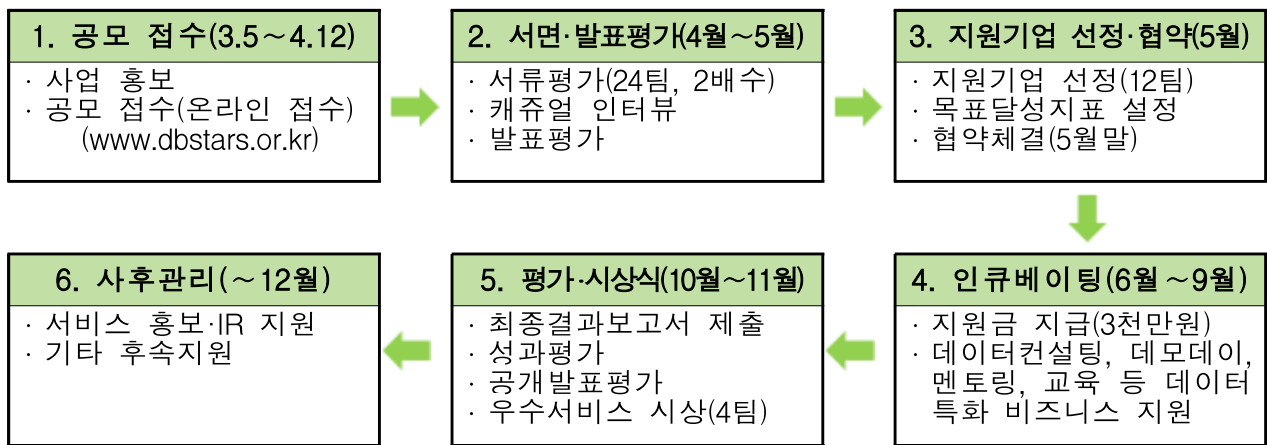 1. 공모 접수(3.5～4.12)
· 사업 홍보
· 공모 접수(온라인 접수)
(www.dbstars.or.kr)
2. 서면·발표평가(4월～5월)
· 서류평가(24팀, 2배수)
· 캐쥬얼 인터뷰
· 발표평가
3. 지원기업 선정·협약(5월)
· 지원기업 선정(12팀)
· 목표달성지표 설정
· 협약체결(5월말)
4. 인큐베이팅(6월～9월)
· 지원금 지급(3천만원)
· 데이터컨설팅, 데모데이,
멘토링, 교육 등 데이터
특화 비즈니스 지원
5. 평가·시상식(10월～11월)
· 최종결과보고서 제출
· 성과평가
· 공개발표평가
· 우수서비스 시상(4팀)
6. 사후관리(～12월)
· 서비스 홍보·IR 지원
· 기타 후속지원